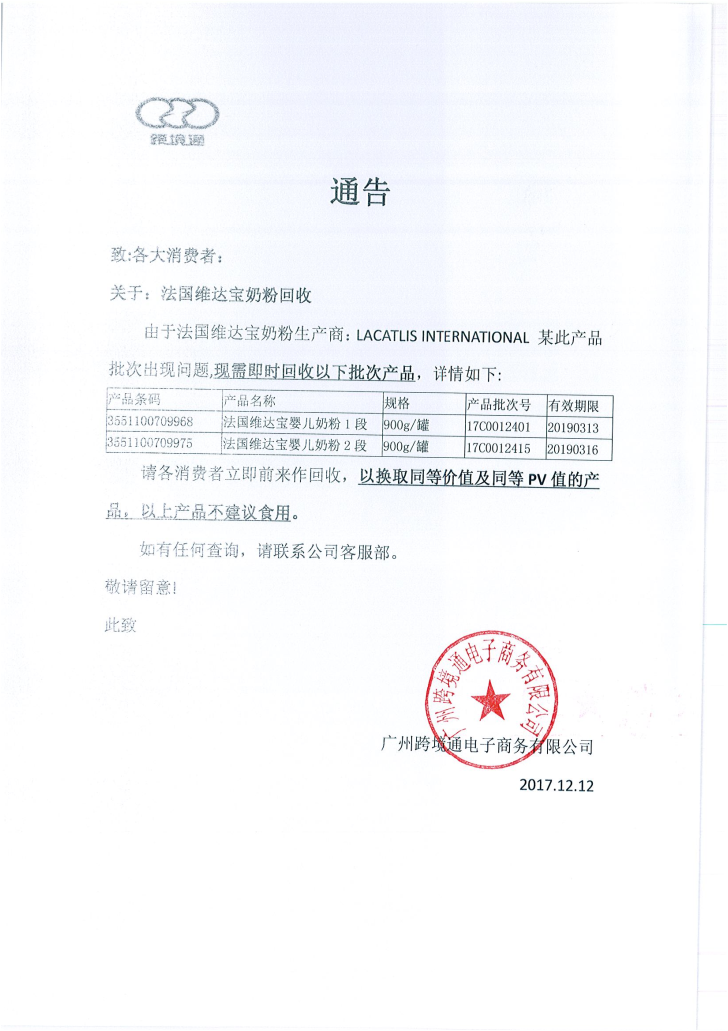 跨境通
通告
致:各大消费者:
关于:法国维达宝奶粉回收
由于法国维达宝奶粉生产商:LACATLIS INTERNATIONAL 某此产品
批次出现问题,现需即时回收以下批次产品，详情如下:
产品条码 产品名称 规格 产品批次号 有效期限
3551100709968 法国维达宝婴儿奶粉1段 900g/罐 17C0012401 20190313
3551100709975 法国维达宝婴儿奶粉2段 900g/罐 17C0012415 20190316
请各消费者立即前来作回收，以换取同等价值及同等 PV 值的产
品。以上产品不建议食用。
如有任何查询，请联系公司客服部。
敬请留意!
此致
广州跨境通电子商务有限公司
广州跨境通电子商务有限公司
2017.12.12